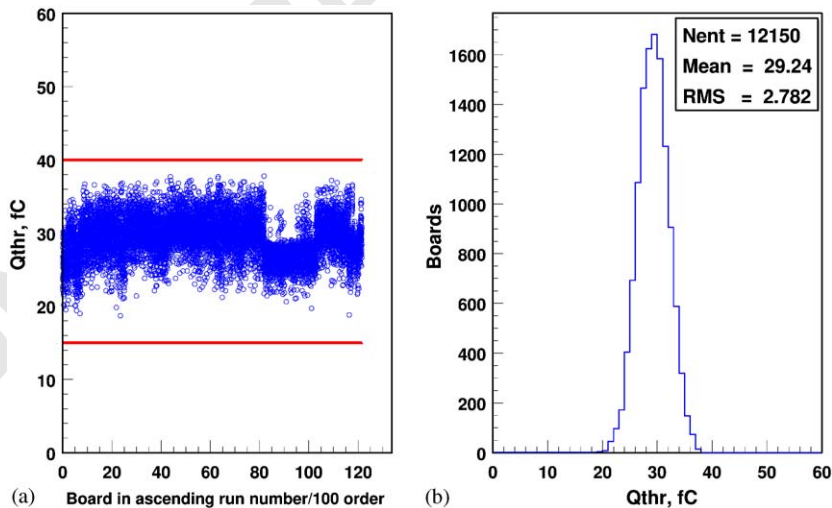 60
50
40
30
20
10
0
Qthr, fC
0 20 40 60 80 100 120
(a) Board in ascending run number/100 order
1600
1400
1200
1000
800
600
400
200
0
Boards
Nent = 12150
Mean = 29.24
RMS = 2.782
0 10 20 30 40 50 60
(b) Qthr, fC